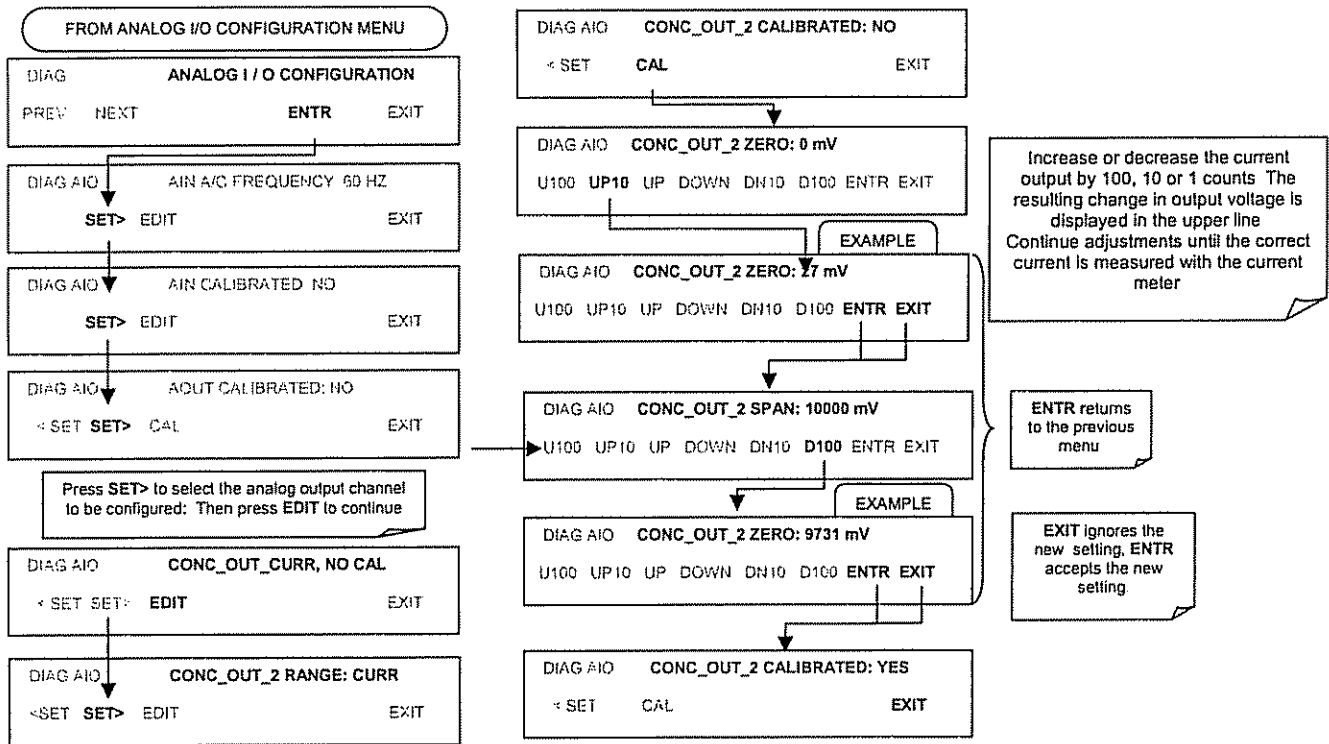 FROM ANALOG I/O CONFIGURATION MENU
DIAG ANALOG I / O CONFIGURATION
PREV NEXT ENTR EXIT
DIAG AIO AIN A/C FREQUENCY 60 HZ
SET> EDIT EXIT
DIAG AIO AIN CALIBRATED NO
SET> EDIT EXIT
DIAG AIO AOUT CALIBRATED: NO
< SET SET> CAL EXIT
Press SET> to select the analog output channel
to be configured: Then press EDIT to continue
DIAG AIO CONC_OUT_CURR, NO CAL
< SET SET> EDIT EXIT
DIAG AIO CONC_OUT_2 RANGE: CURR
<SET SET> EDIT EXIT
DIAG AIO CONC_OUT_2 CALIBRATED: NO
< SET CAL EXIT
DIAG AIO CONC_OUT_2 ZERO: 0 mV
U100 UP10 UP DOWN DN10 D100 ENTR EXIT
EXAMPLE
DIAG AIO CONC_OUT_2 ZERO: 27 mV
U100 UP10 UP DOWN DN10 D100 ENTR EXIT
DIAG AIO CONC_OUT_2 SPAN: 10000 mV
U100 UP10 UP DOWN DN10 D100 ENTR EXIT
EXAMPLE
DIAG AIO CONC_OUT_2 ZERO: 9731 mV
U100 UP10 UP DOWN DN10 D100 ENTR EXIT
DIAG AIO CONC_OUT_2 CALIBRATED: YES
< SET CAL EXIT
Increase or decrease the current
output by 100, 10 or 1 counts The
resulting change in output voltage is
displayed in the upper line
Continue adjustments until the correct
current is measured with the current
meter
ENTR returns
to the previous
menu
EXIT ignores the
new setting, ENTR
accepts the new
setting